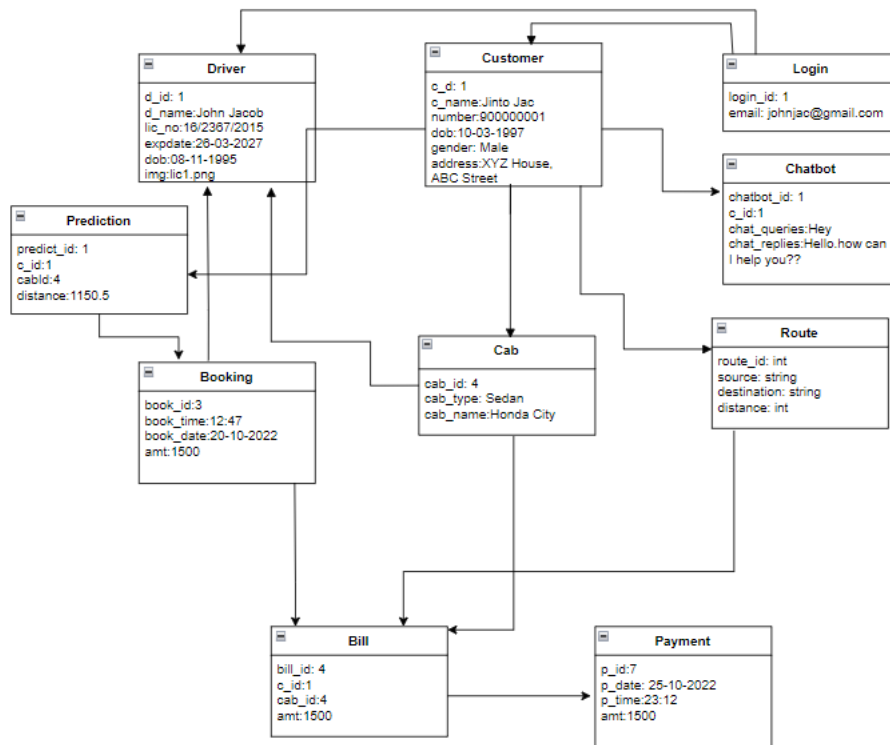 Driver
d_id: 1
d_name:John Jacob
lic_no:16/2367/2015
expdate:26-03-2027
dob:08-11-1995
img:lic1.png
Customer
c_d: 1
c_name:Jinto Jac
number:900000001
dob:10-03-1997
gender: Male
address:XYZ House,
ABC Street
Login
login_id: 1
email: johnjac@gmail.com
Chatbot
chatbot_id: 1
c_id:1
chat_queries:Hey
chat_replies:Hello.how can
I help you??
Prediction
predict_id: 1
c_id:1
cabId:4
distance:1150.5
Booking
book_id:3
book_time:12:47
book_date:20-10-2022
amt:1500
Cab
cab_id: 4
cab_type: Sedan
cab_name:Honda City
Route
route_id: int
source: string
destination: string
distance: int
Bill
bill_id: 4
c_id:1
cab_id:4
amt:1500
Payment
p_id:7
p_date: 25-10-2022
p_time:23:12
amt:1500